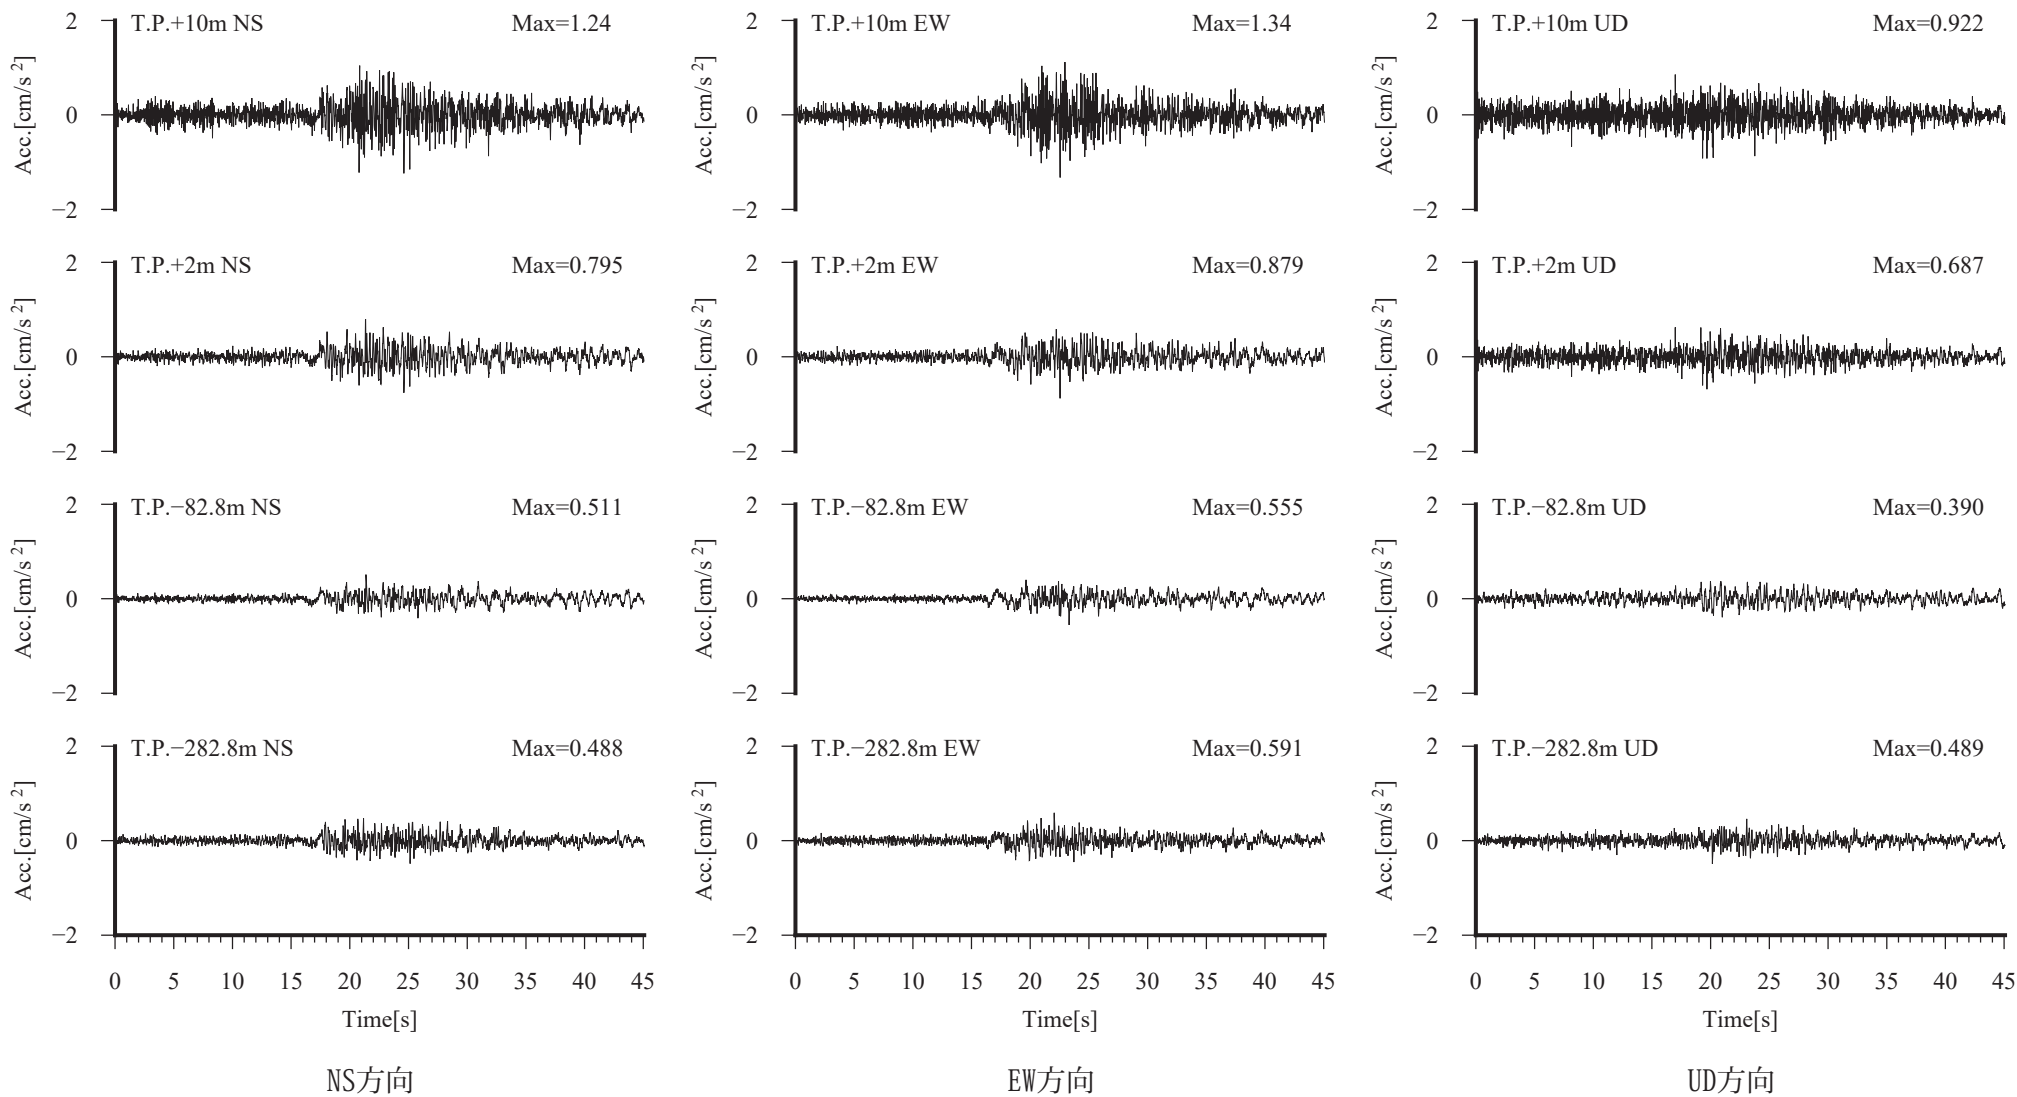 T.P.+10m NS Max=1.24
2
0
−2
Acc.[cm/s 2]
T.P.+10m EW Max=1.34
2
0
−2
Acc.[cm/s 2]
T.P.+10m UD Max=0.922
2
0
−2
Acc.[cm/s 2]
T.P.+2m NS Max=0.795
2
0
−2
Acc.[cm/s 2]
T.P.+2m EW Max=0.879
2
0
−2
Acc.[cm/s 2]
T.P.+2m UD Max=0.687
2
0
−2
Acc.[cm/s 2]
T.P.−82.8m NS Max=0.511
2
0
−2
Acc.[cm/s 2]
T.P.−82.8m EW Max=0.555
2
0
−2
Acc.[cm/s 2]
T.P.−82.8m UD Max=0.390
2
0
−2
Acc.[cm/s 2]
T.P.−282.8m NS Max=0.488
2
0
−2
Acc.[cm/s 2]
T.P.−282.8m EW Max=0.591
2
0
−2
Acc.[cm/s 2]
T.P.−282.8m UD Max=0.489
2
0
−2
Acc.[cm/s 2]
0 5 10 15 20 25 30 35 40 45
Time[s]
NS方向
0 5 10 15 20 25 30 35 40 45
Time[s]
EW方向
0 5 10 15 20 25 30 35 40 45
Time[s]
UD方向